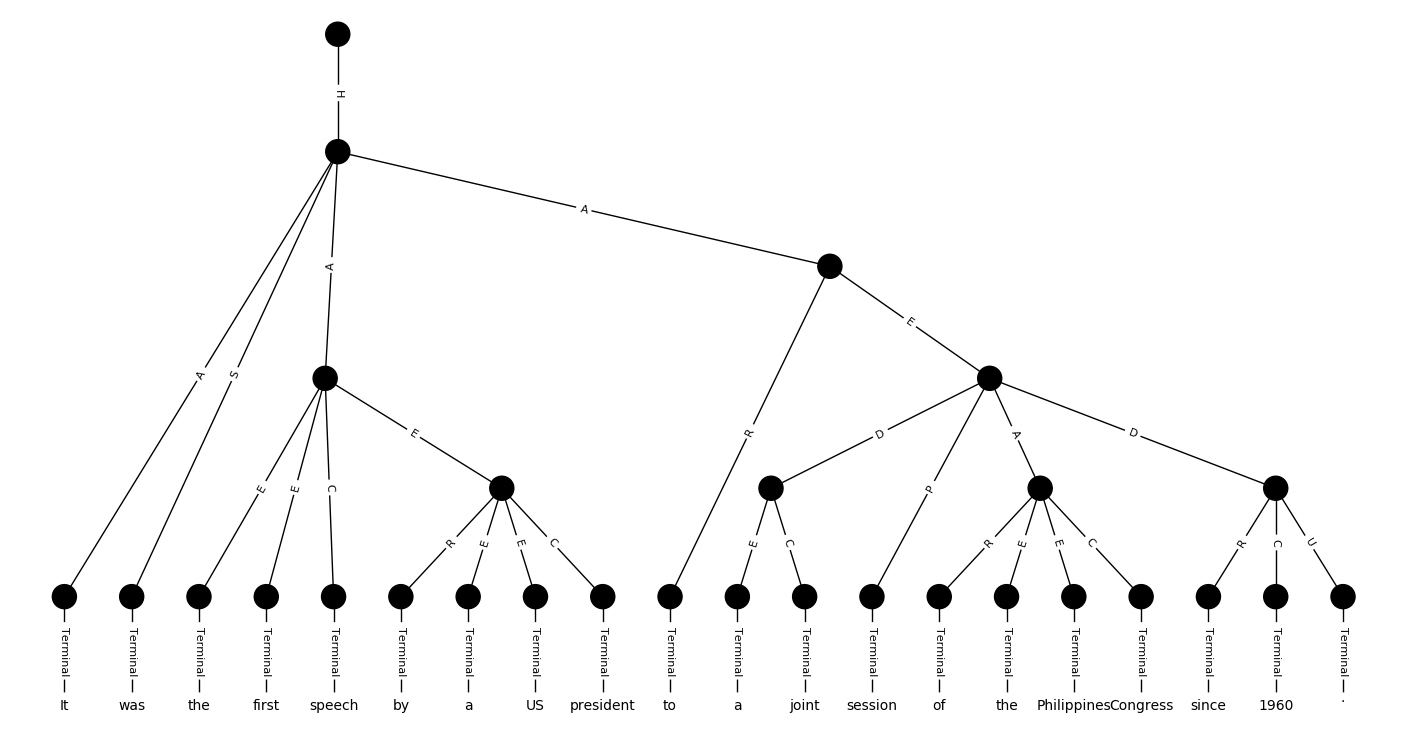 H
A
A
E
A
S
E
D
P
A
D
R
E
E
C
R
E
E
C
E
C
R
E
E
C
R
C
U
Terminal Terminal Terminal Terminal Terminal Terminal Terminal Terminal Terminal Terminal Terminal Terminal Terminal Terminal Terminal Terminal Terminal Terminal Terminal Terminal
It was the first speech by a US president to a joint session of the Philippines Congress since 1960 .